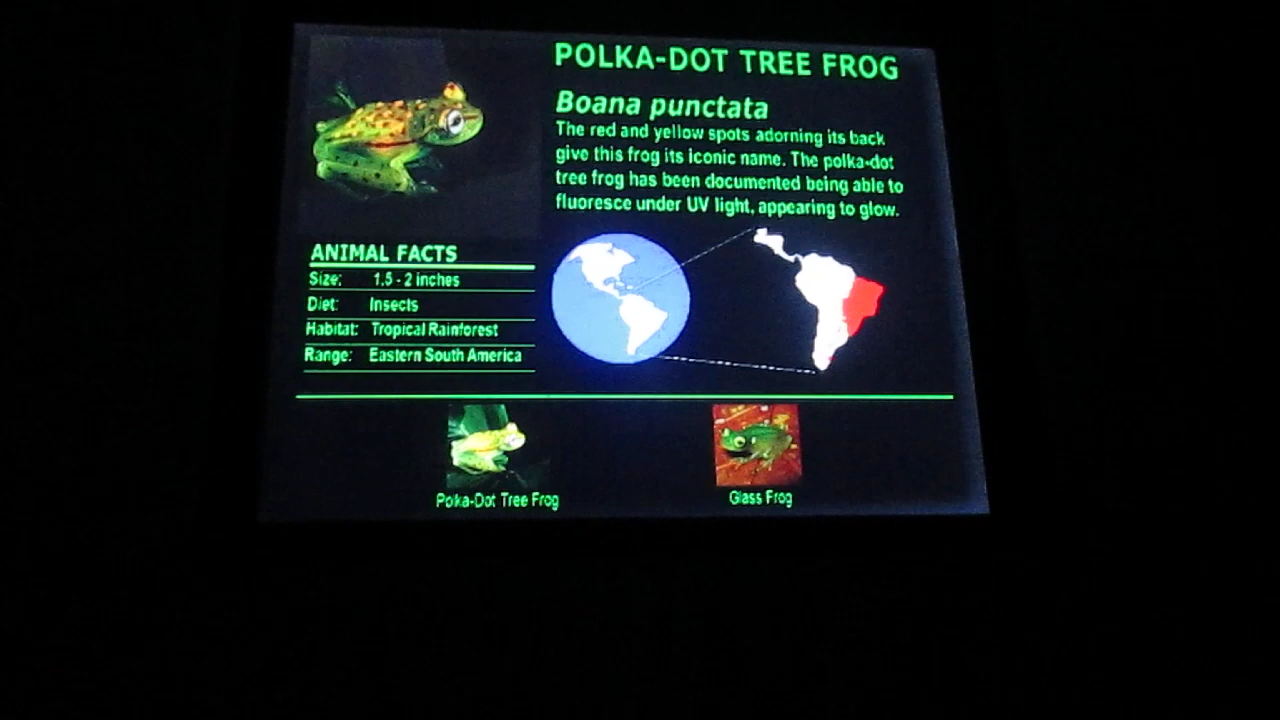 POLKA-DOT TREE FROG
Boana punctata
The red and yellow spots adorning its back
give this frog its iconic name. The polka-dot
tree frog has been documented being able to
fluoresce under UV light, appearing to glow.
ANIMAL FACTS
Size: 1.5 - 2 inches
Diet: Insects
Habitat: Tropical Rainforest
Range: Eastern South America
Polka-Dot Tree Frog
Glass Frog